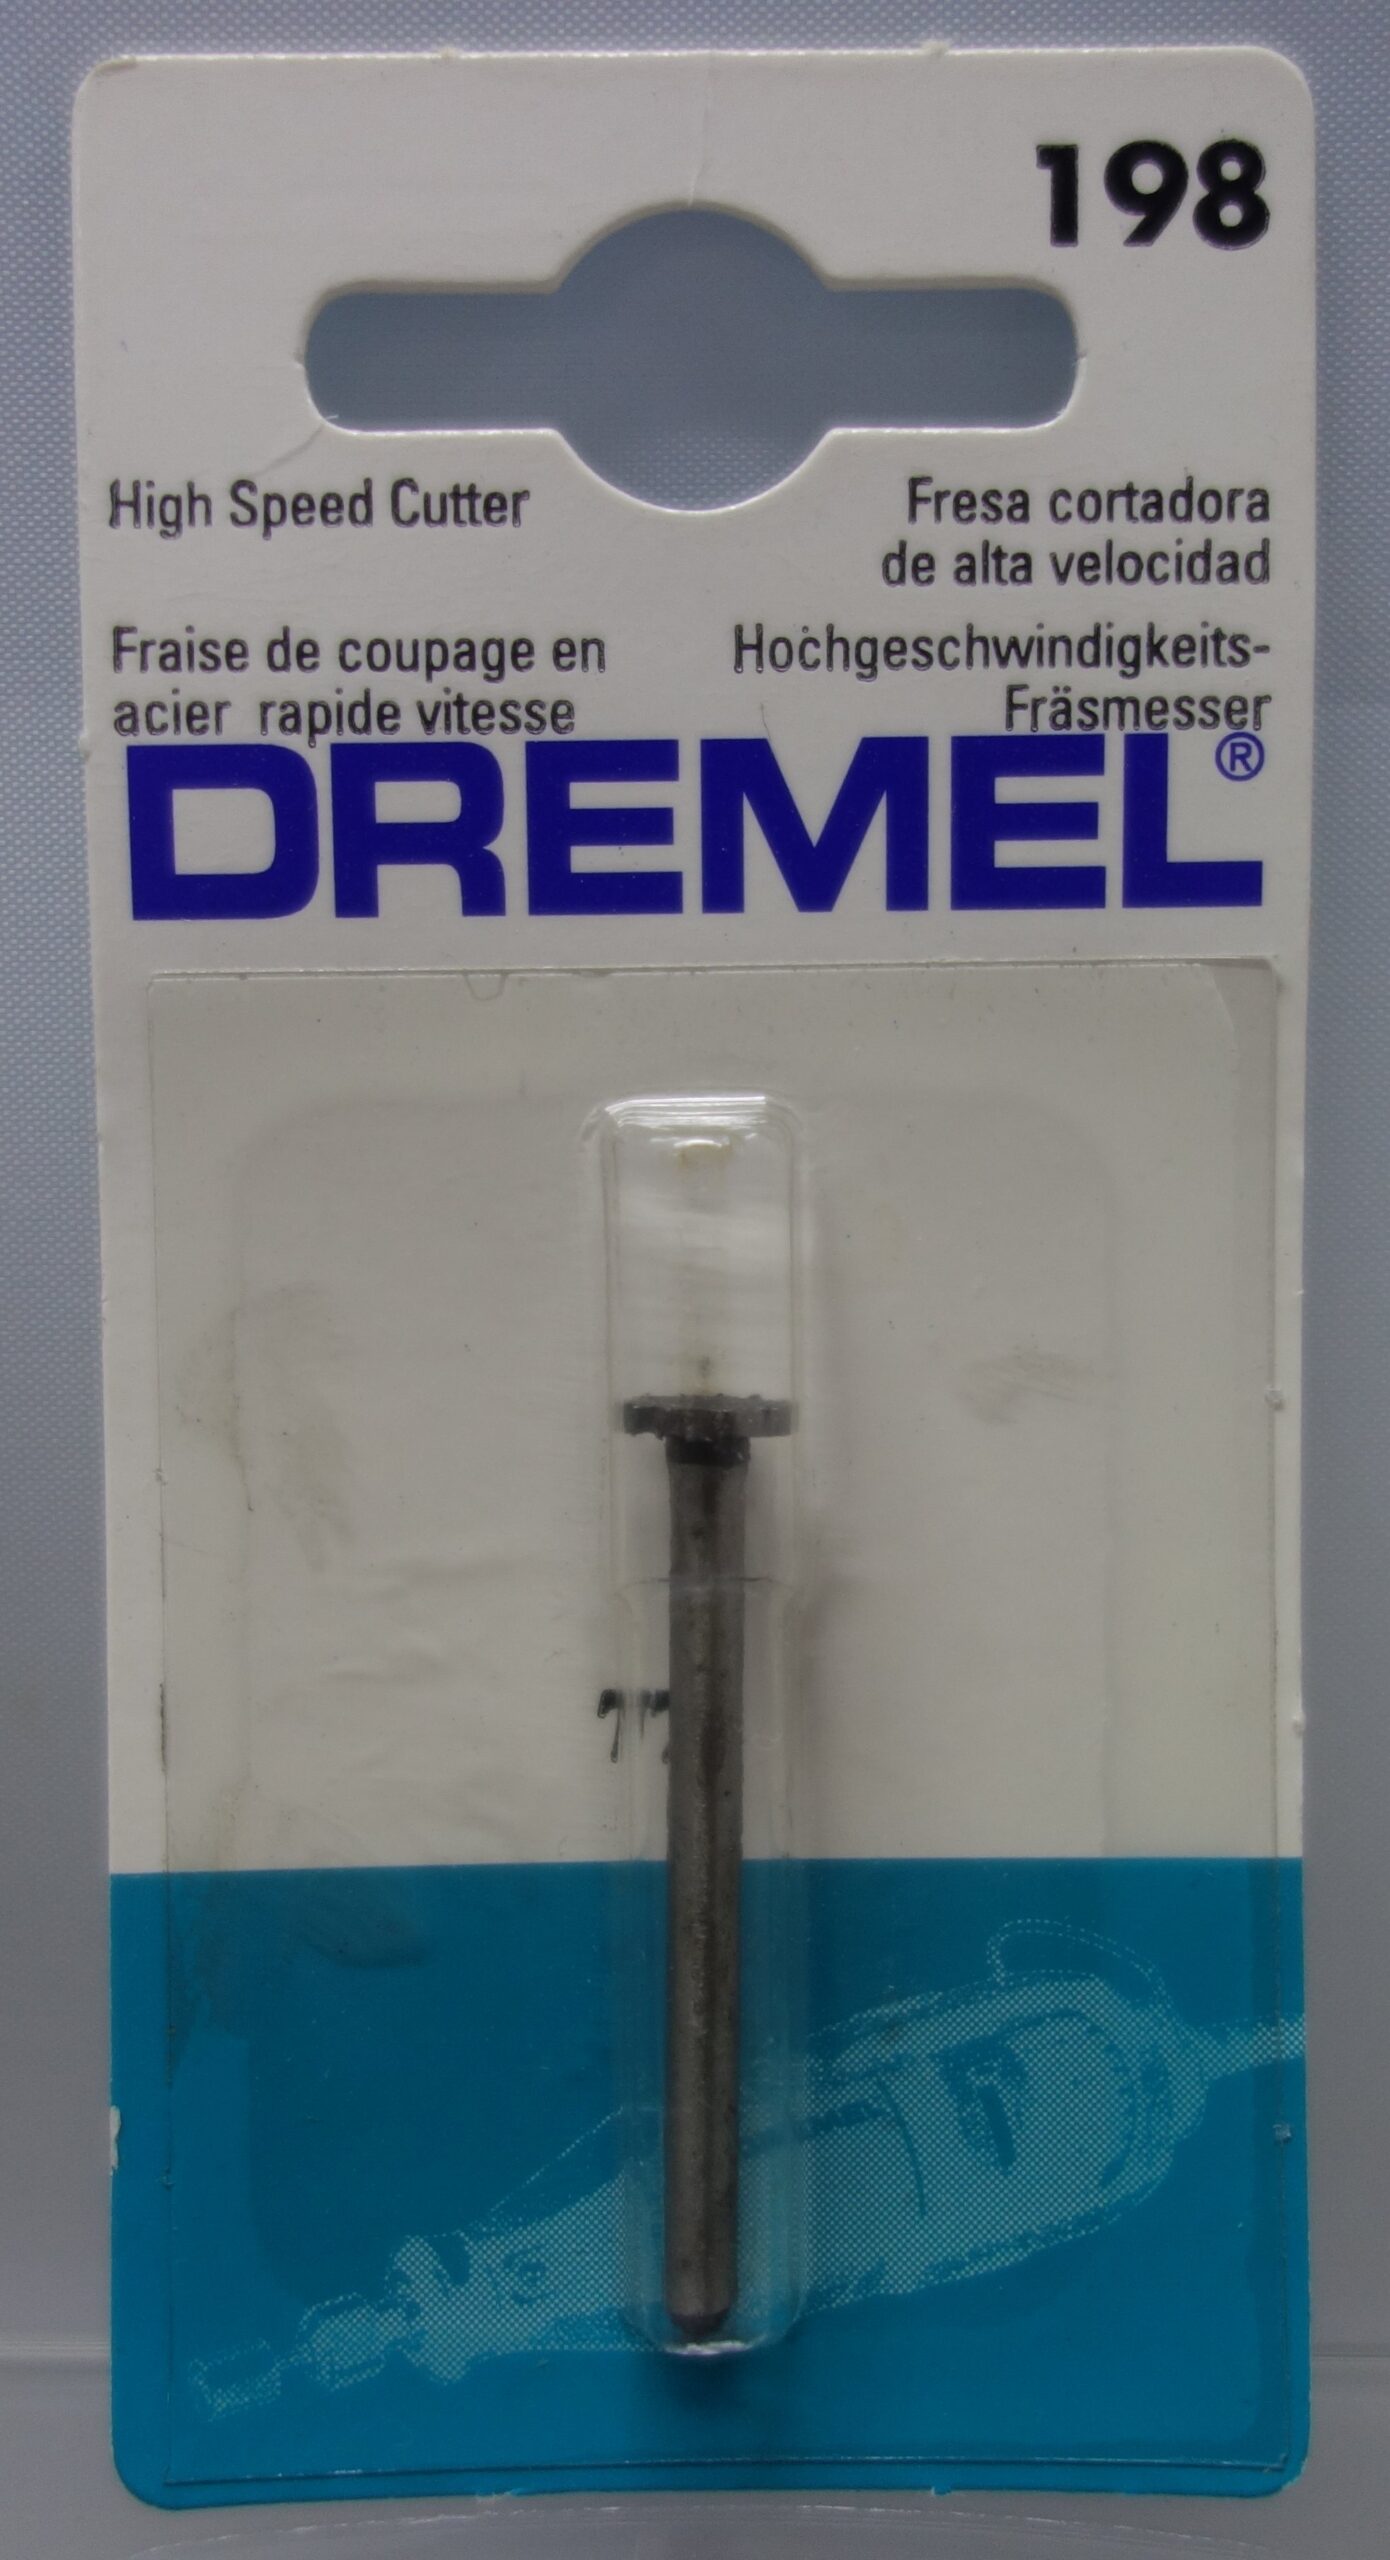 198
High Speed Cutter
Fresa cortadora
de alta velocidad
Fraise de coupage en
acier rapide vitesse
Hochgeschwindigkeits-
Fräsmesser
DREMEL®